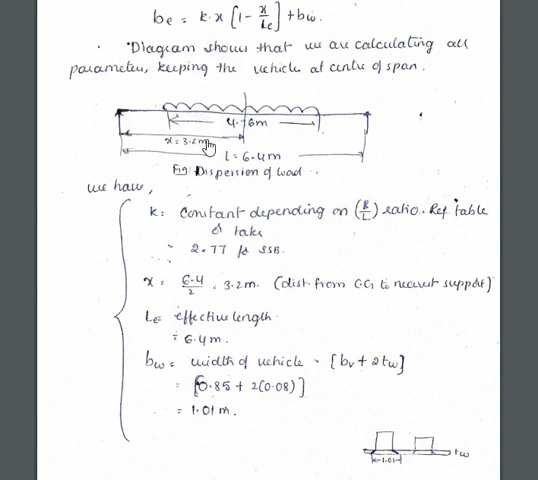 be = k·x [1 - x/Le] + bw.
· Diagram shows that we are calculating all
parameter, keeping the vehicle at centre of span.
4.76m
x = 3.2m
l = 6.4m
Fig: Dispersion of load
we have,
k = constant depending on (B/L) ratio. Ref table
& take
= 2.77 for SSB.
x = 6.4/2 = 3.2m. (dist. from CG to nearest support)
Le = effective length.
= 6.4m.
bw = width of vehicle = [bv + 2tw]
= [0.85 + 2(0.08)]
= 1.01m.
tw
1.01